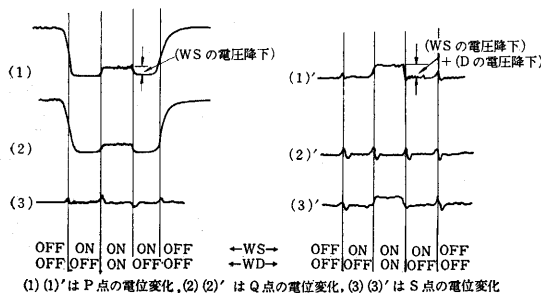 (1)
(WSの電圧降下)
(2)
(3)
(1)′
(WSの電圧降下)
+(Dの電圧降下)
(2)′
(3)′
OFF ON ON ON OFF ←WS→ OFF ON ON ON OFF
OFF OFF ON OFF OFF ←WD→ OFF OFF ON OFF OFF
(1)(1)′はP点の電位変化,(2)(2)′はQ点の電位変化,(3)(3)′はS点の電位変化